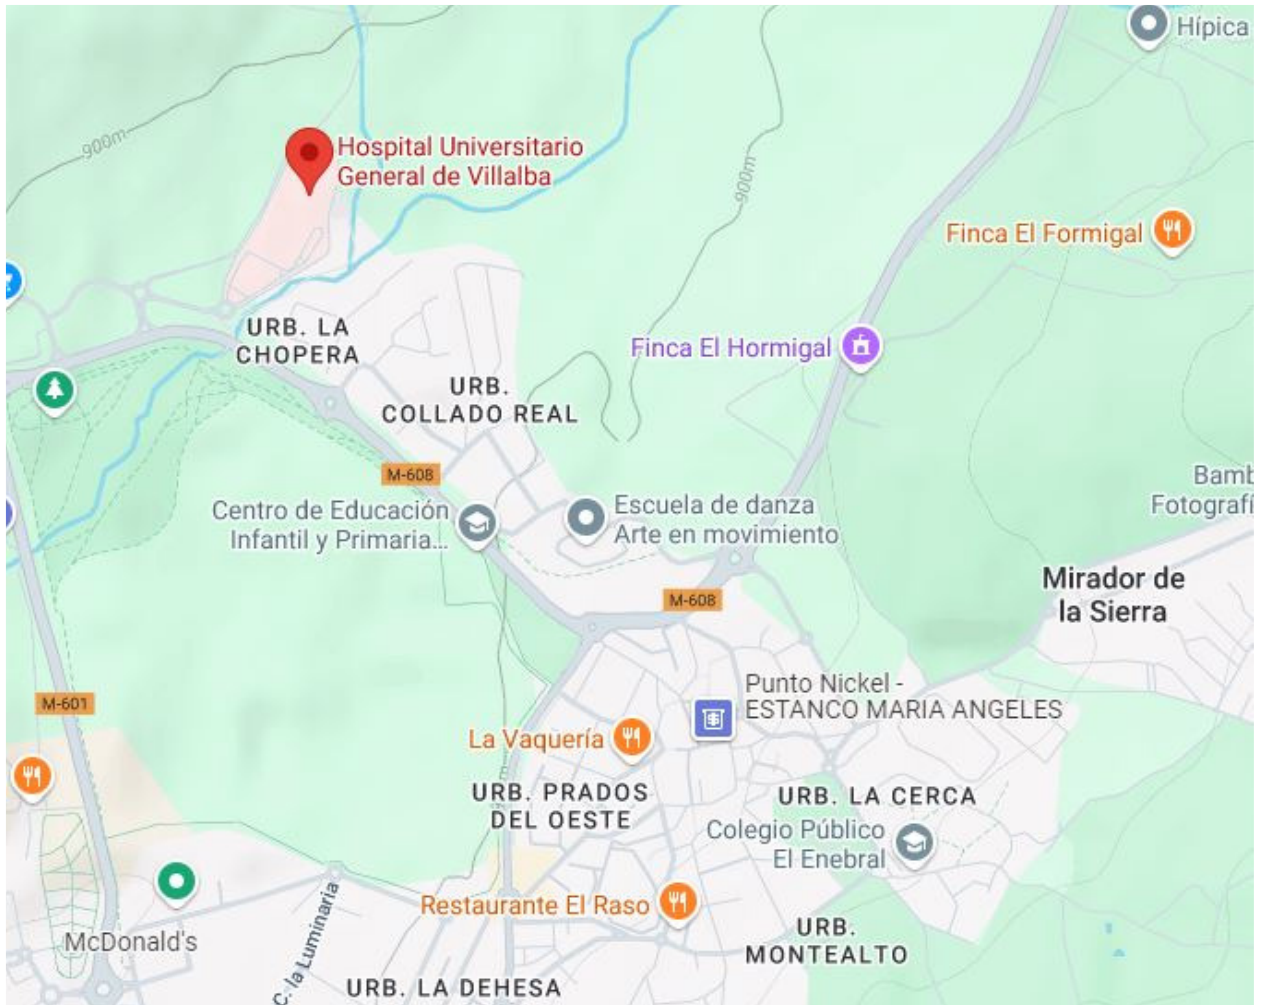 Hípica
900m
Hospital Universitario
General de Villalba
900m
Finca El Formigal
URB. LA
CHOPERA
Finca El Hormigal
URB.
COLLADO REAL
M-608
Centro de Educación
Infantil y Primaria...
Escuela de danza
Arte en movimiento
Bamb
Fotografí
Mirador de
la Sierra
M-608
M-601
Punto Nickel -
ESTANCO MARIA ANGELES
La Vaquería
URB. PRADOS
DEL OESTE
URB. LA CERCA
Colegio Público
El Enebral
Restaurante El Raso
McDonald's
C. la Luminaria
URB.
MONTEALTO
URB. LA DEHESA